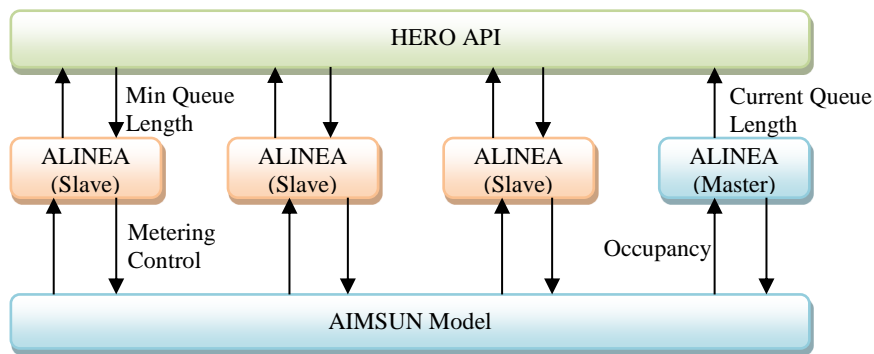 HERO API
Min Queue
Length
Current Queue
Length
ALINEA
(Slave)
ALINEA
(Slave)
ALINEA
(Slave)
ALINEA
(Master)
Metering
Control
Occupancy
AIMSUN Model